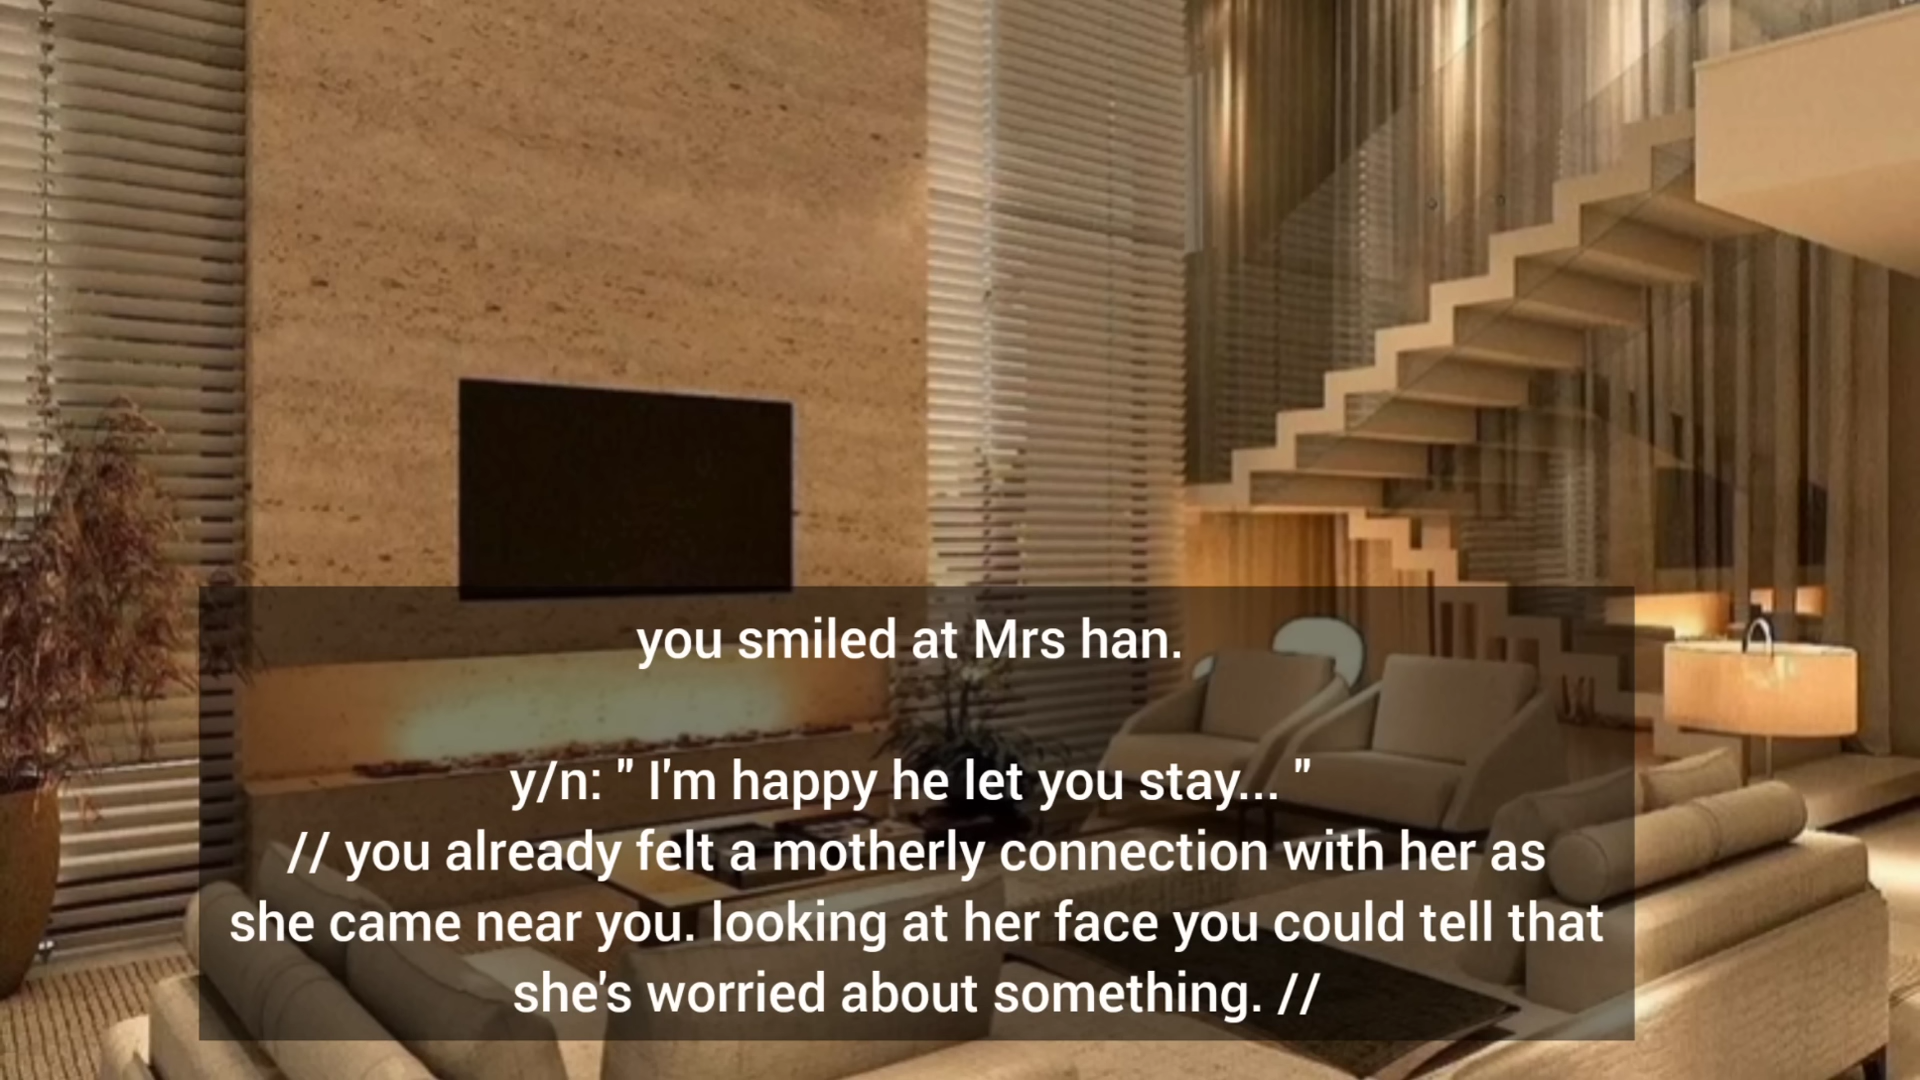 you smiled at Mrs han.
y/n: " I'm happy he let you stay... "
// you already felt a motherly connection with her as
she came near you. looking at her face you could tell that
she's worried about something. //